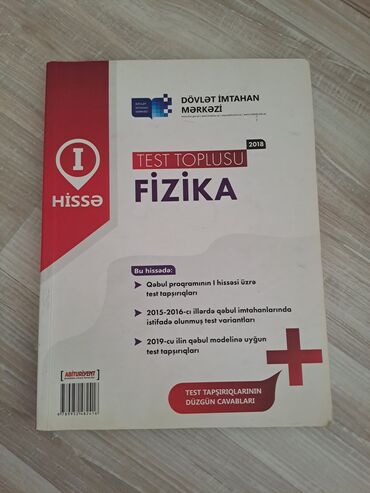 DÖVLƏT İMTAHAN
MƏRKƏZİ
I
HİSSƏ
2018
TEST TOPLUSU
FİZİKA
Bu hissədə:
Qəbul proqramının I hissəsi üzrə
test tapşırıqları
2015-2016-cı illərdə qəbul imtahanlarında
istifadə olunmuş test variantları
2019-cu ilin qəbul modelinə uyğun
test tapşırıqları
ABİTURİYENT
TEST TAPŞIRIQLARININ
DÜZGÜN CAVABLARI